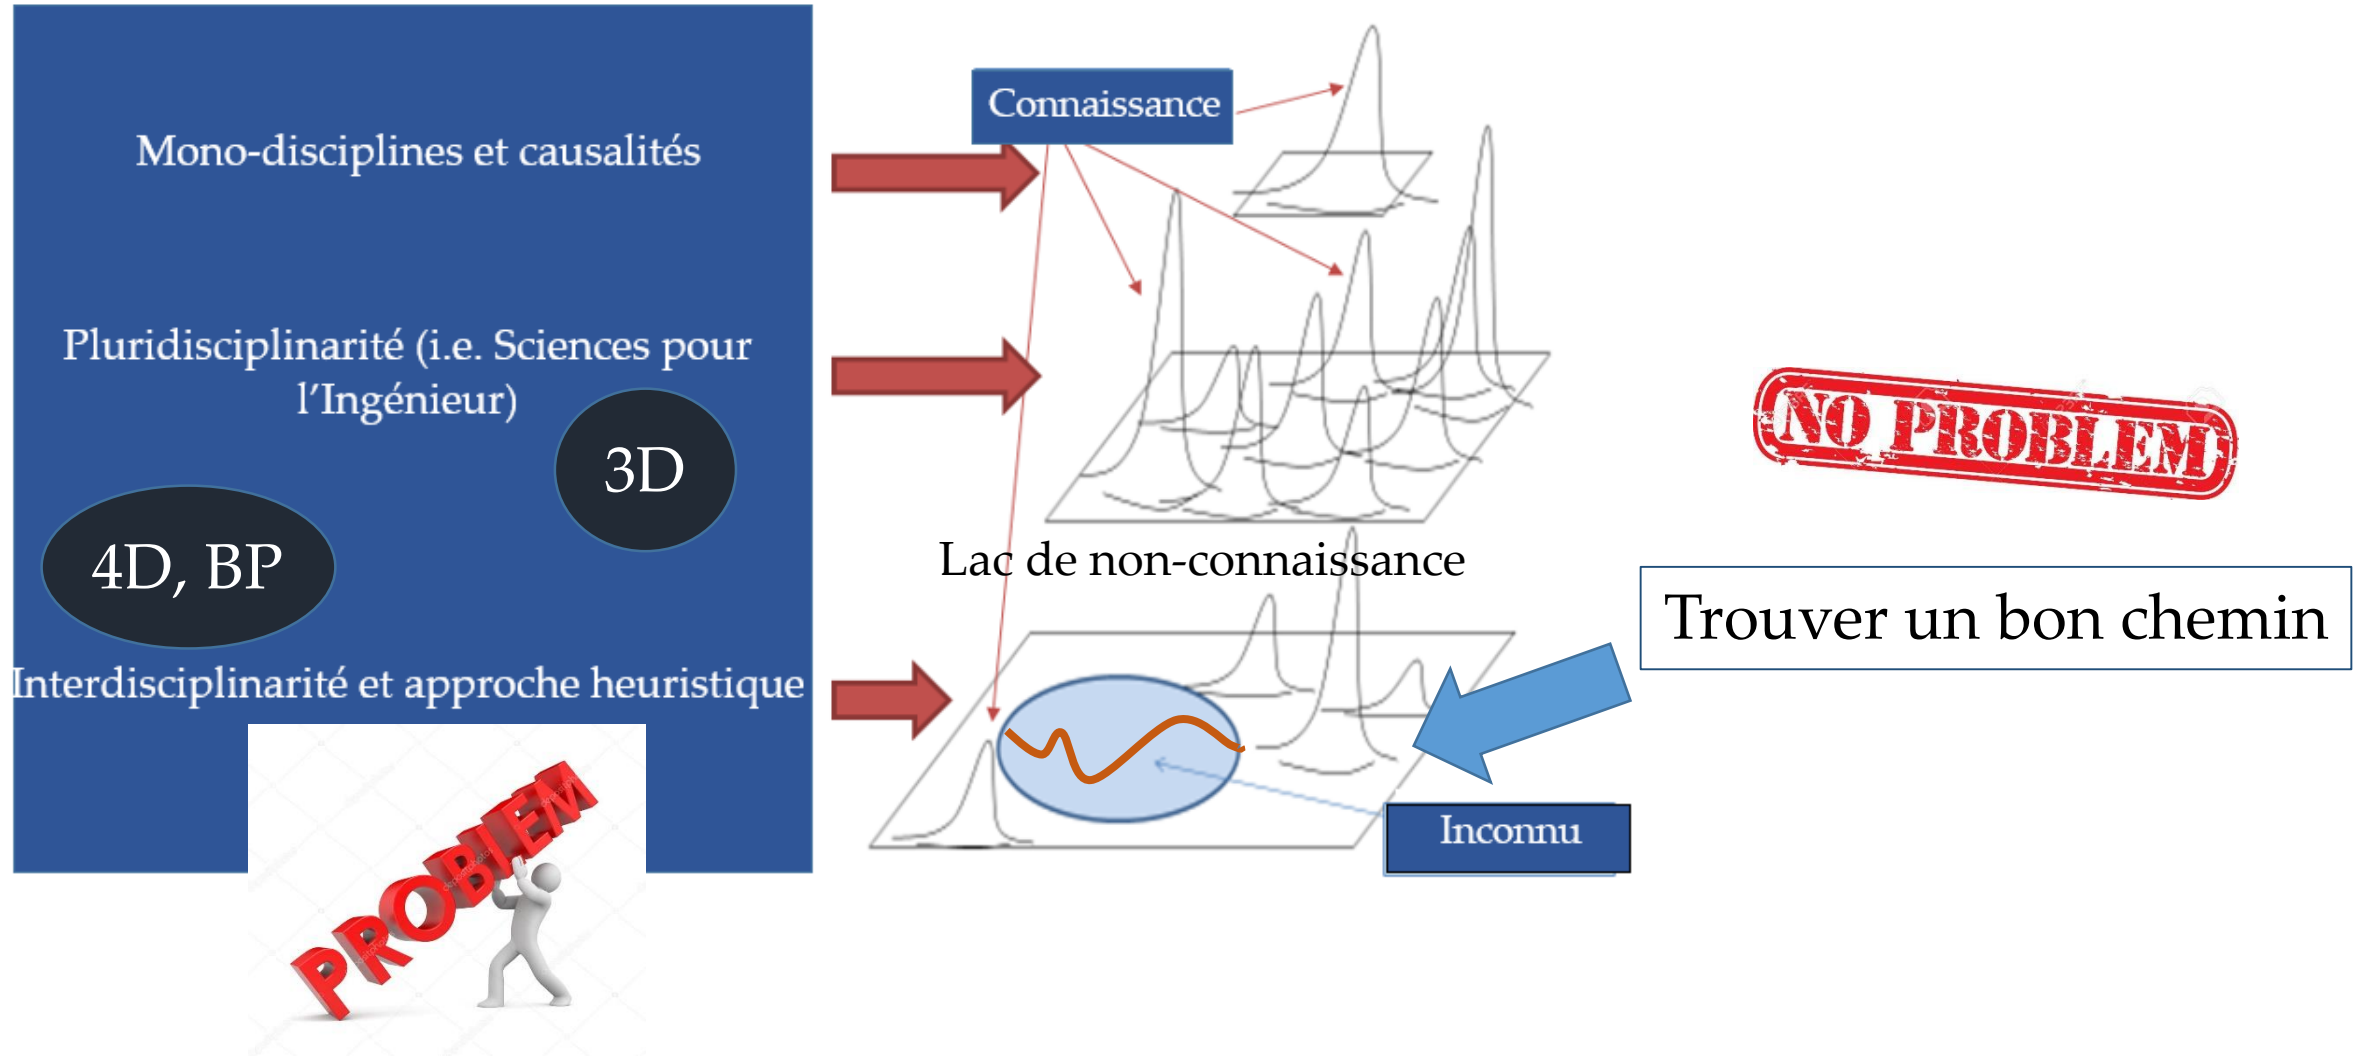 Mono-disciplines et causalités
Pluridisciplinarité (i.e. Sciences pour
l'Ingénieur)
3D
4D, BP
Interdisciplinarité et approche heuristique
PROBLEM
Connaissance
Lac de non-connaissance
Inconnu
NO PROBLEM
Trouver un bon chemin